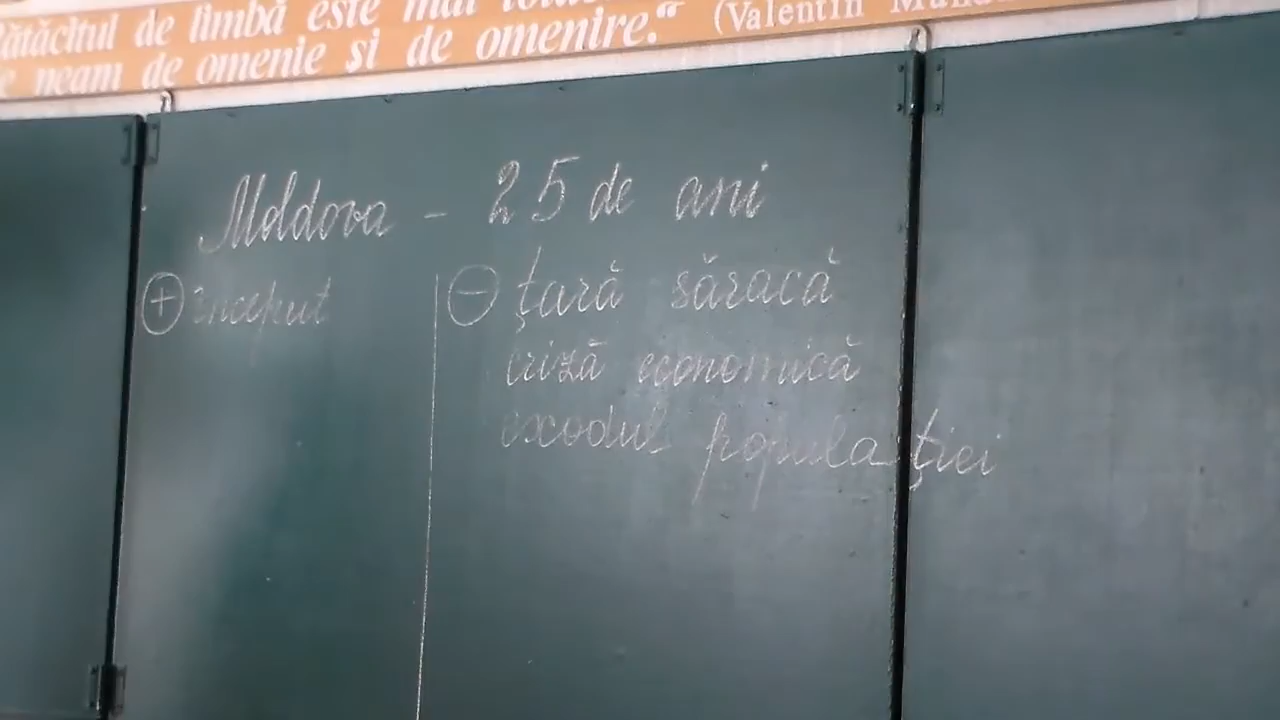 Rătăcitul de limbă este mai
e neam de omenie și de omenire.“ (Valentin
Moldova – 25 de ani
+ început
− țară săracă
criză economică
exodul populației